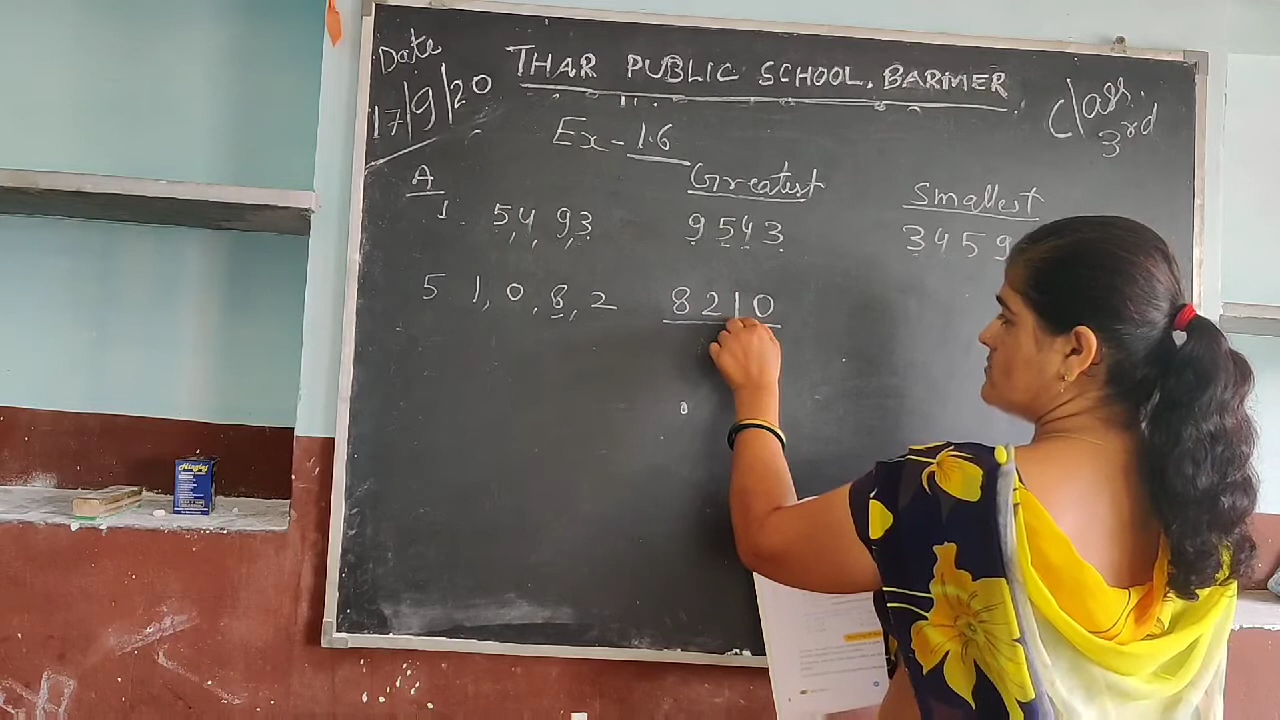 Date
17/9/20
THAR PUBLIC SCHOOL, BARMER
Class. 3rd
Ex - 1.6
A Greatest Smallest
1. 5, 4, 9, 3 9543 3459
5 1, 0, 8, 2 8210